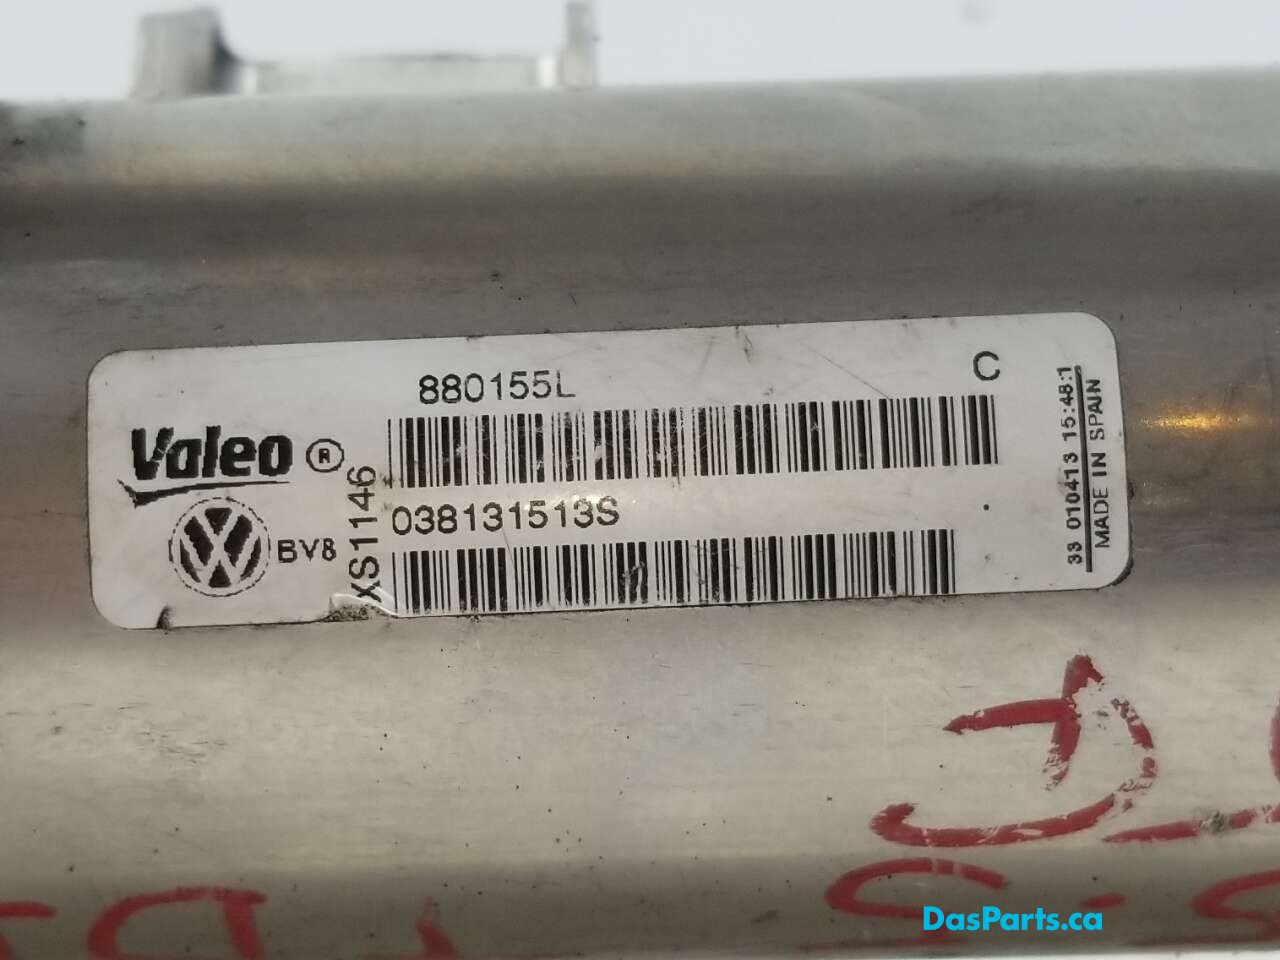 880155L
C
Valeo ®
XS1146
038131513S
BV8
33 010413 15:48:1
MADE IN SPAIN
DasParts.ca